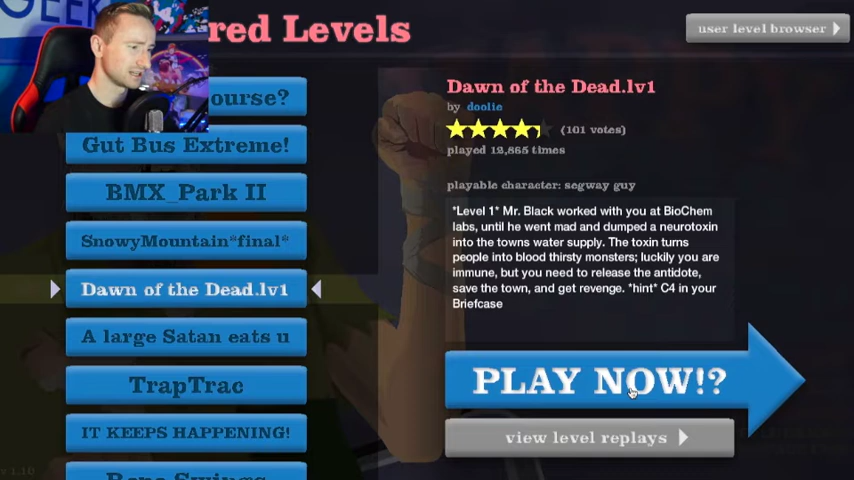 GEEK
red Levels
user level browser
ourse?
Gut Bus Extreme!
BMX_Park II
SnowyMountain*final*
Dawn of the Dead.lv1
A large Satan eats u
TrapTrac
IT KEEPS HAPPENING!
Rope Swings
Dawn of the Dead.lv1
by doolie
(101 votes)
played 12,865 times
playable character: segway guy
*Level 1* Mr. Black worked with you at BioChem
labs, until he went mad and dumped a neurotoxin
into the towns water supply. The toxin turns
people into blood thirsty monsters; luckily you are
immune, but you need to release the antidote,
save the town, and get revenge. *hint* C4 in your
Briefcase
PLAY NOW!?
view level replays
v 1.10